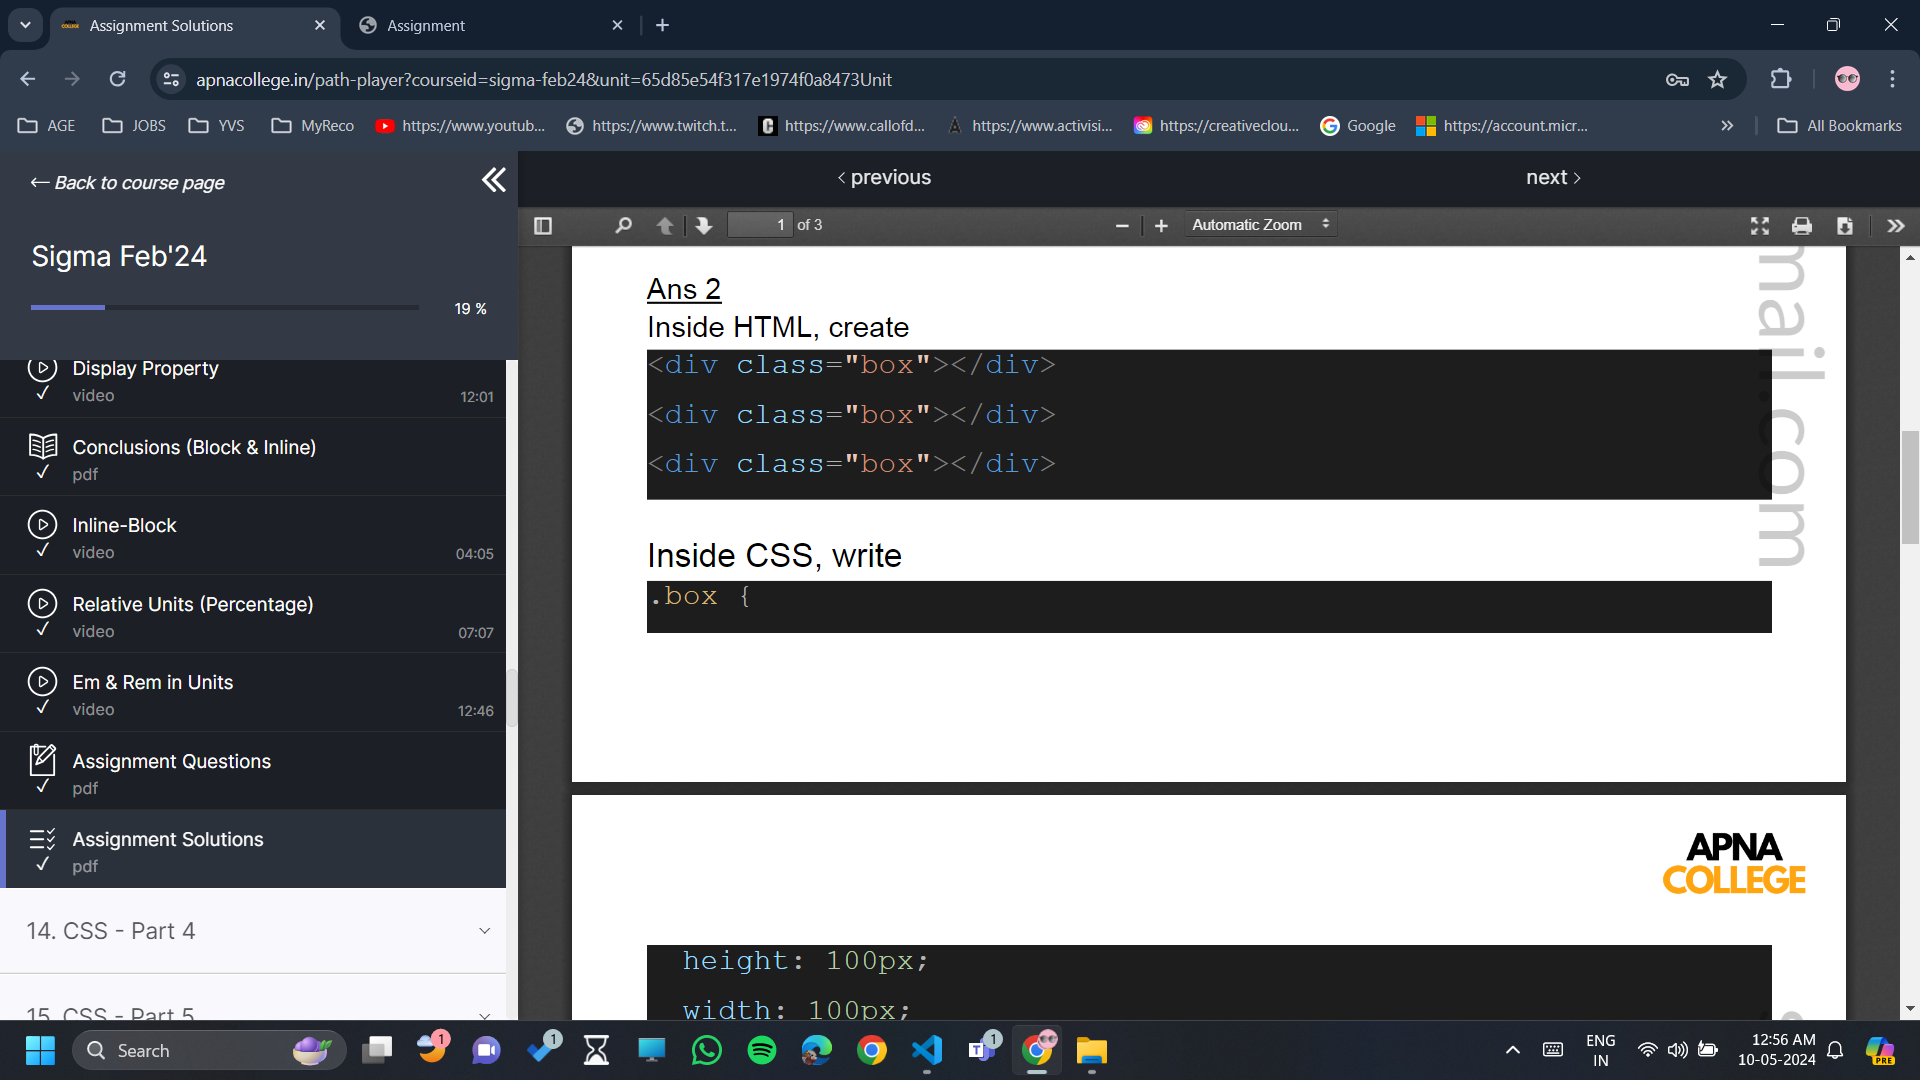 Assignment Solutions
Assignment
apnacollege.in/path-player?courseid=sigma-feb24&unit=65d85e54f317e1974f0a8473Unit
AGE
JOBS
YVS
MyReco
https://www.youtub...
https://www.twitch.t...
https://www.callofd...
https://www.activisi...
https://creativeclou...
Google
https://account.micr...
All Bookmarks
← Back to course page
Sigma Feb'24
19 %
Display Property
video
12:01
Conclusions (Block & Inline)
pdf
Inline-Block
video
04:05
Relative Units (Percentage)
video
07:07
Em & Rem in Units
video
12:46
Assignment Questions
pdf
Assignment Solutions
pdf
14. CSS - Part 4
15. CSS - Part 5
‹ previous
next ›
1 of 3
Automatic Zoom
Ans 2
Inside HTML, create
<div class="box"></div>
<div class="box"></div>
<div class="box"></div>
Inside CSS, write
.box {
mail.com
APNA
COLLEGE
height: 100px;
width: 100px;
Search
1
1
1
PRE
ENG
IN
12:56 AM
10-05-2024